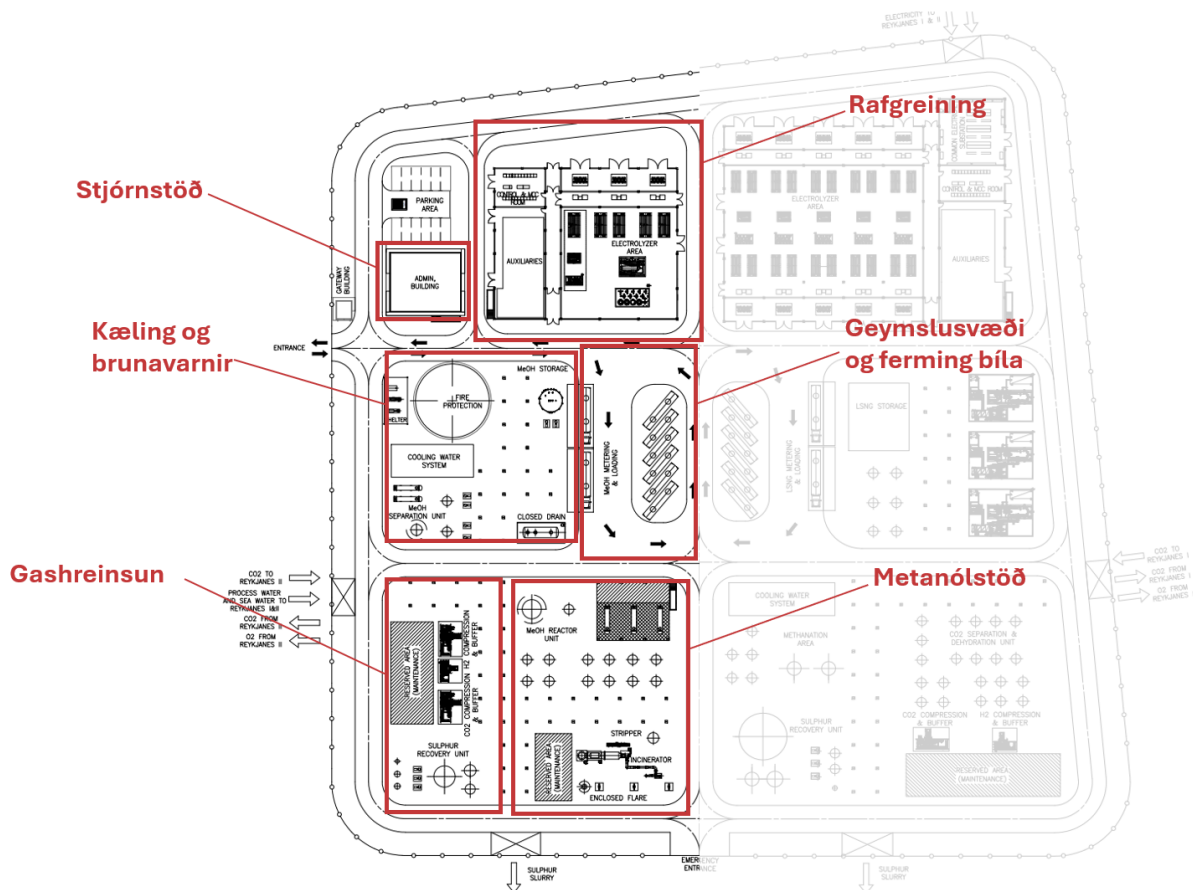 ELECTRICITY TO
REYKJANES I & II
Rafgreining
Stjórnstöð
PARKING
AREA
CONTROL & MCC
ROOM
ELECTROLYZER
AREA
AUXILIARIES
ADMIN.
BUILDING
GATEWAY
BUILDING
COMMON ELECTRICAL
SUBSTATION
CONTROL & MCC ROOM
ELECTROLYZER
AREA
AUXILIARIES
Kæling og
brunavarnir
ENTRANCE
Geymslusvæði
og ferming bíla
MeOH STORAGE
FIRE
PROTECTION
SHELTER
COOLING WATER
SYSTEM
MeOH
SEPARATION UNIT
CLOSED DRAIN
MeOH METERING
& LOADING
LSNG METERING
& LOADING
LSNG STORAGE
Gashreinsun
CO2 TO
REYKJANES II
PROCESS WATER
AND SEA WATER TO
REYKJANES I&II
CO2 FROM
REYKJANES II
O2 FROM
REYKJANES II
Metanólstöð
CO2 TO
REYKJANES I
CO2 FROM
REYKJANES I
O2 FROM
REYKJANES I
RESERVED AREA
(MAINTENANCE)
CO2 COMPRESSION H2 COMPRESSION
& BUFFER & BUFFER
SULPHUR
RECOVERY UNIT
MeOH REACTOR
UNIT
STRIPPER
INCINERATOR
RESERVED AREA
(MAINTENANCE)
ENCLOSED FLARE
COOLING WATER
SYSTEM
METHANATION
AREA
CO2 SEPARATION &
DEHYDRATION UNIT
SULPHUR
RECOVERY UNIT
CO2 COMPRESSION
& BUFFER
H2 COMPRESSION
& BUFFER
RESERVED AREA
(MAINTENANCE)
EMERGENCY
ENTRANCE
SULPHUR
SLURRY
SULPHUR
SLURRY